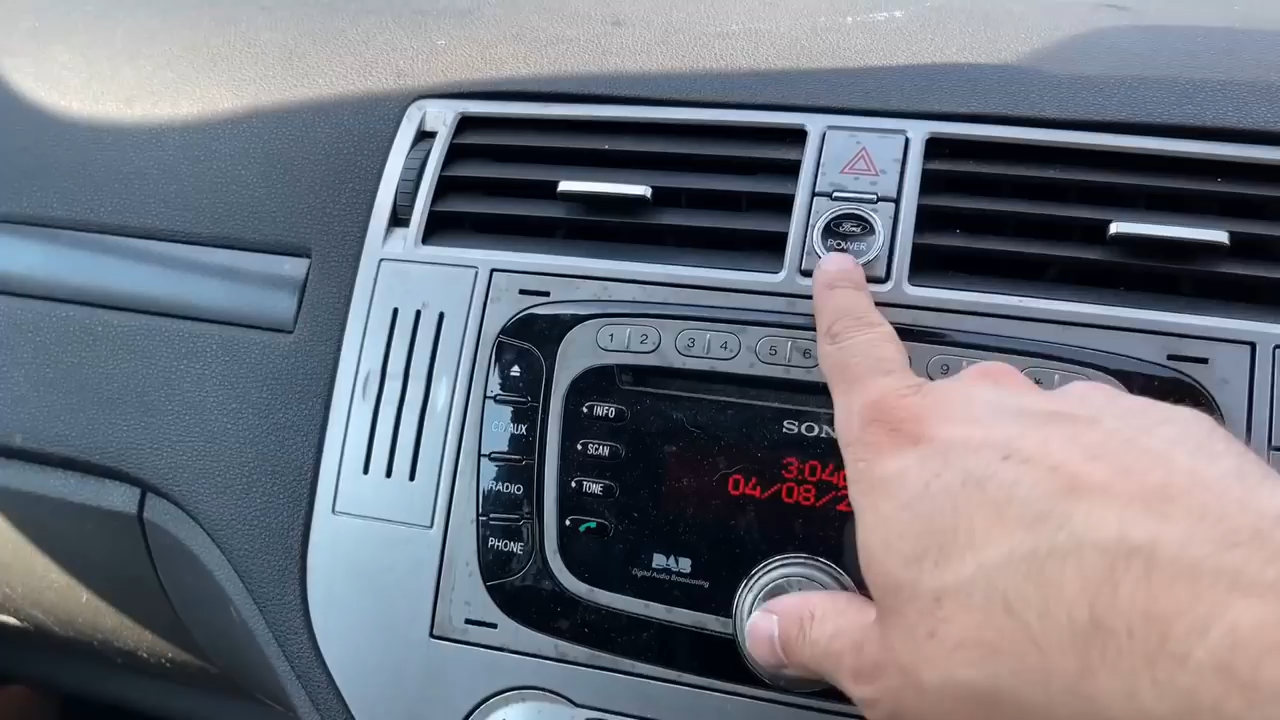 Ford
POWER
1 2
3 4
5 6
9
*
INFO
CD/AUX
SCAN
RADIO
TONE
PHONE
SON
3:04
04/08/2
DAB
Digital Audio Broadcasting